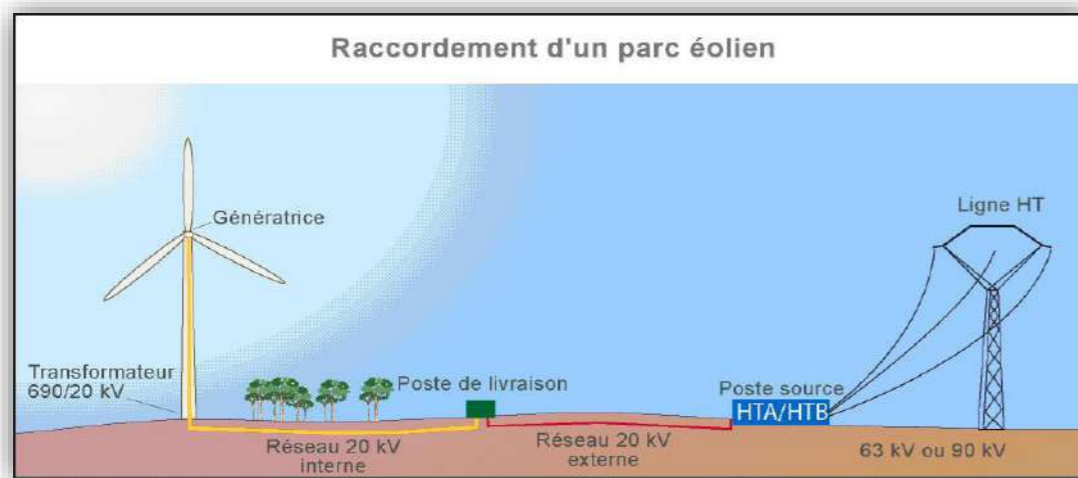 Raccordement d'un parc éolien
Génératrice
Ligne HT
Transformateur
690/20 kV
Poste de livraison
Poste source
HTA/HTB
Réseau 20 kV
interne
Réseau 20 kV
externe
63 kV ou 90 kV